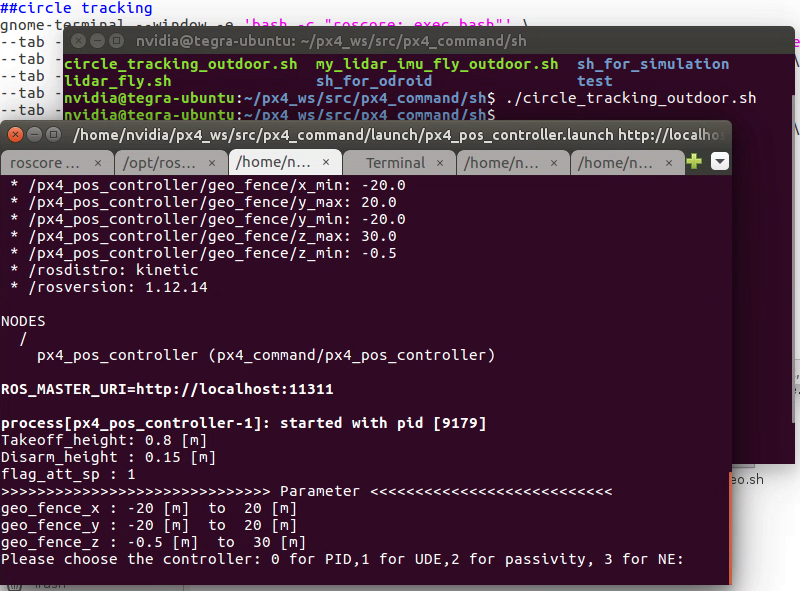 ##circle tracking
gnome-terminal --window -e 'bash -c "roscore; exec bash"' \
--tab -
--tab -
--tab -
--tab -
--tab -
nvidia@tegra-ubuntu: ~/px4_ws/src/px4_command/sh
circle_tracking_outdoor.sh my_lidar_imu_fly_outdoor.sh sh_for_simulation
lidar_fly.sh sh_for_odroid test
nvidia@tegra-ubuntu:~/px4_ws/src/px4_command/sh$ ./circle_tracking_outdoor.sh
nvidia@tegra-ubuntu:~/px4_ws/src/px4_command/sh$
/home/nvidia/px4_ws/src/px4_command/launch/px4_pos_controller.launch http://localhos
roscore ... × /opt/ros... × /home/n... × Terminal × /home/n... × /home/n... ×
* /px4_pos_controller/geo_fence/x_min: -20.0
* /px4_pos_controller/geo_fence/y_max: 20.0
* /px4_pos_controller/geo_fence/y_min: -20.0
* /px4_pos_controller/geo_fence/z_max: 30.0
* /px4_pos_controller/geo_fence/z_min: -0.5
* /rosdistro: kinetic
* /rosversion: 1.12.14
NODES
/
px4_pos_controller (px4_command/px4_pos_controller)
ROS_MASTER_URI=http://localhost:11311
process[px4_pos_controller-1]: started with pid [9179]
Takeoff_height: 0.8 [m]
Disarm_height : 0.15 [m]
flag_att_sp : 1
>>>>>>>>>>>>>>>>>>>>>>>>>>>>>> Parameter <<<<<<<<<<<<<<<<<<<<<<<<<<<
geo_fence_x : -20 [m] to 20 [m]
geo_fence_y : -20 [m] to 20 [m]
geo_fence_z : -0.5 [m] to 30 [m]
Please choose the controller: 0 for PID,1 for UDE,2 for passivity, 3 for NE:
eo.sh